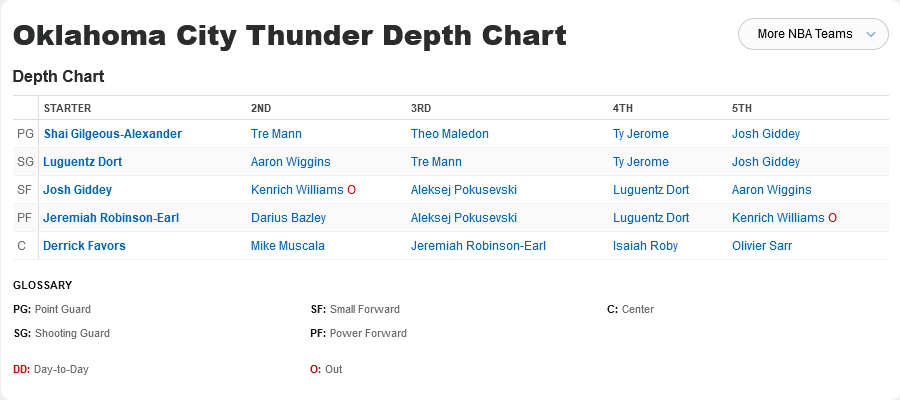 Oklahoma City Thunder Depth Chart
More NBA Teams
Depth Chart
STARTER 2ND 3RD 4TH 5TH
PG Shai Gilgeous-Alexander Tre Mann Theo Maledon Ty Jerome Josh Giddey
SG Luguentz Dort Aaron Wiggins Tre Mann Ty Jerome Josh Giddey
SF Josh Giddey Kenrich Williams O Aleksej Pokusevski Luguentz Dort Aaron Wiggins
PF Jeremiah Robinson-Earl Darius Bazley Aleksej Pokusevski Luguentz Dort Kenrich Williams O
C Derrick Favors Mike Muscala Jeremiah Robinson-Earl Isaiah Roby Olivier Sarr
GLOSSARY
PG: Point Guard SF: Small Forward C: Center
SG: Shooting Guard PF: Power Forward
DD: Day-to-Day O: Out